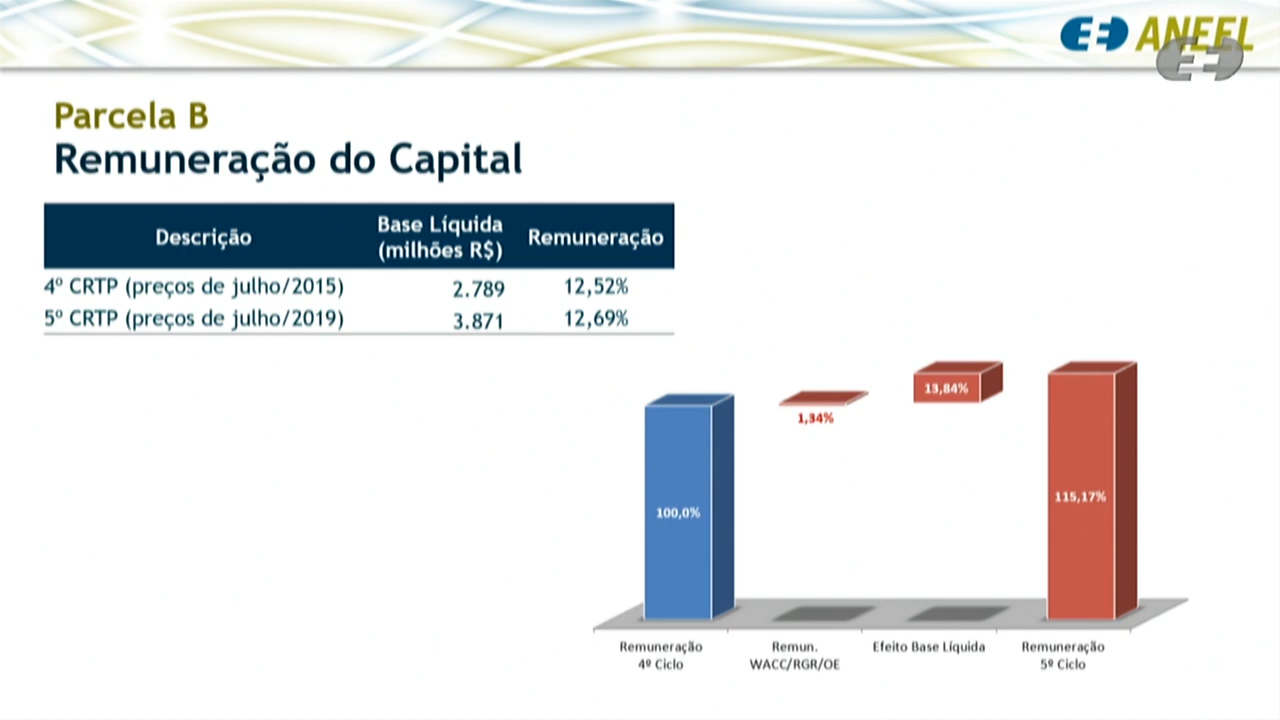 ANEEL
Parcela B
Remuneração do Capital
Descrição
Base Líquida
(milhões R$)
Remuneração
4º CRTP (preços de julho/2015)
2.789
12,52%
5º CRTP (preços de julho/2019)
3.871
12,69%
100,0%
1,34%
13,84%
115,17%
Remuneração
4º Ciclo
Remun.
WACC/RGR/OE
Efeito Base Líquida
Remuneração
5º Ciclo